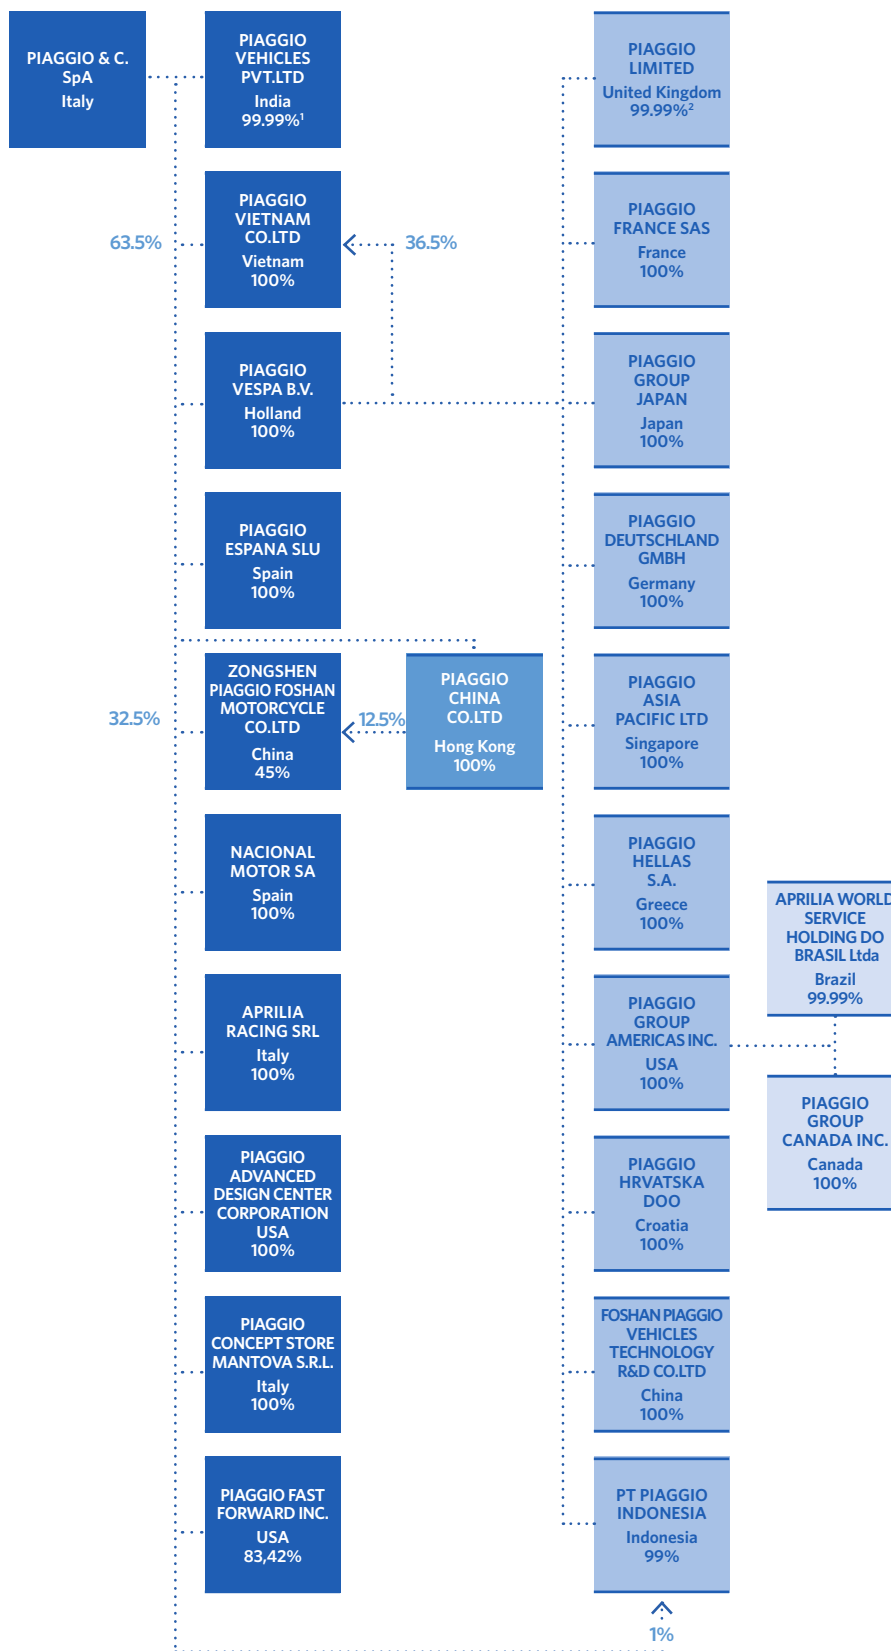 PIAGGIO & C.
SpA
Italy
PIAGGIO
VEHICLES
PVT.LTD
India
99.99%¹
PIAGGIO
LIMITED
United Kingdom
99.99%²
63.5%
PIAGGIO
VIETNAM
CO.LTD
Vietnam
100%
36.5%
PIAGGIO
FRANCE SAS
France
100%
PIAGGIO
VESPA B.V.
Holland
100%
PIAGGIO
GROUP
JAPAN
Japan
100%
PIAGGIO
ESPANA SLU
Spain
100%
PIAGGIO
DEUTSCHLAND
GMBH
Germany
100%
32.5%
ZONGSHEN
PIAGGIO FOSHAN
MOTORCYCLE
CO.LTD
China
45%
12.5%
PIAGGIO
CHINA
CO.LTD
Hong Kong
100%
PIAGGIO
ASIA
PACIFIC LTD
Singapore
100%
NACIONAL
MOTOR SA
Spain
100%
PIAGGIO
HELLAS
S.A.
Greece
100%
APRILIA WORLD
SERVICE
HOLDING DO
BRASIL Ltda
Brazil
99.99%
APRILIA
RACING SRL
Italy
100%
PIAGGIO
GROUP
AMERICAS INC.
USA
100%
PIAGGIO
GROUP
CANADA INC.
Canada
100%
PIAGGIO
ADVANCED
DESIGN CENTER
CORPORATION
USA
100%
PIAGGIO
HRVATSKA
DOO
Croatia
100%
PIAGGIO
CONCEPT STORE
MANTOVA S.R.L.
Italy
100%
FOSHAN PIAGGIO
VEHICLES
TECHNOLOGY
R&D CO.LTD
China
100%
PIAGGIO FAST
FORWARD INC.
USA
83,42%
PT PIAGGIO
INDONESIA
Indonesia
99%
1%